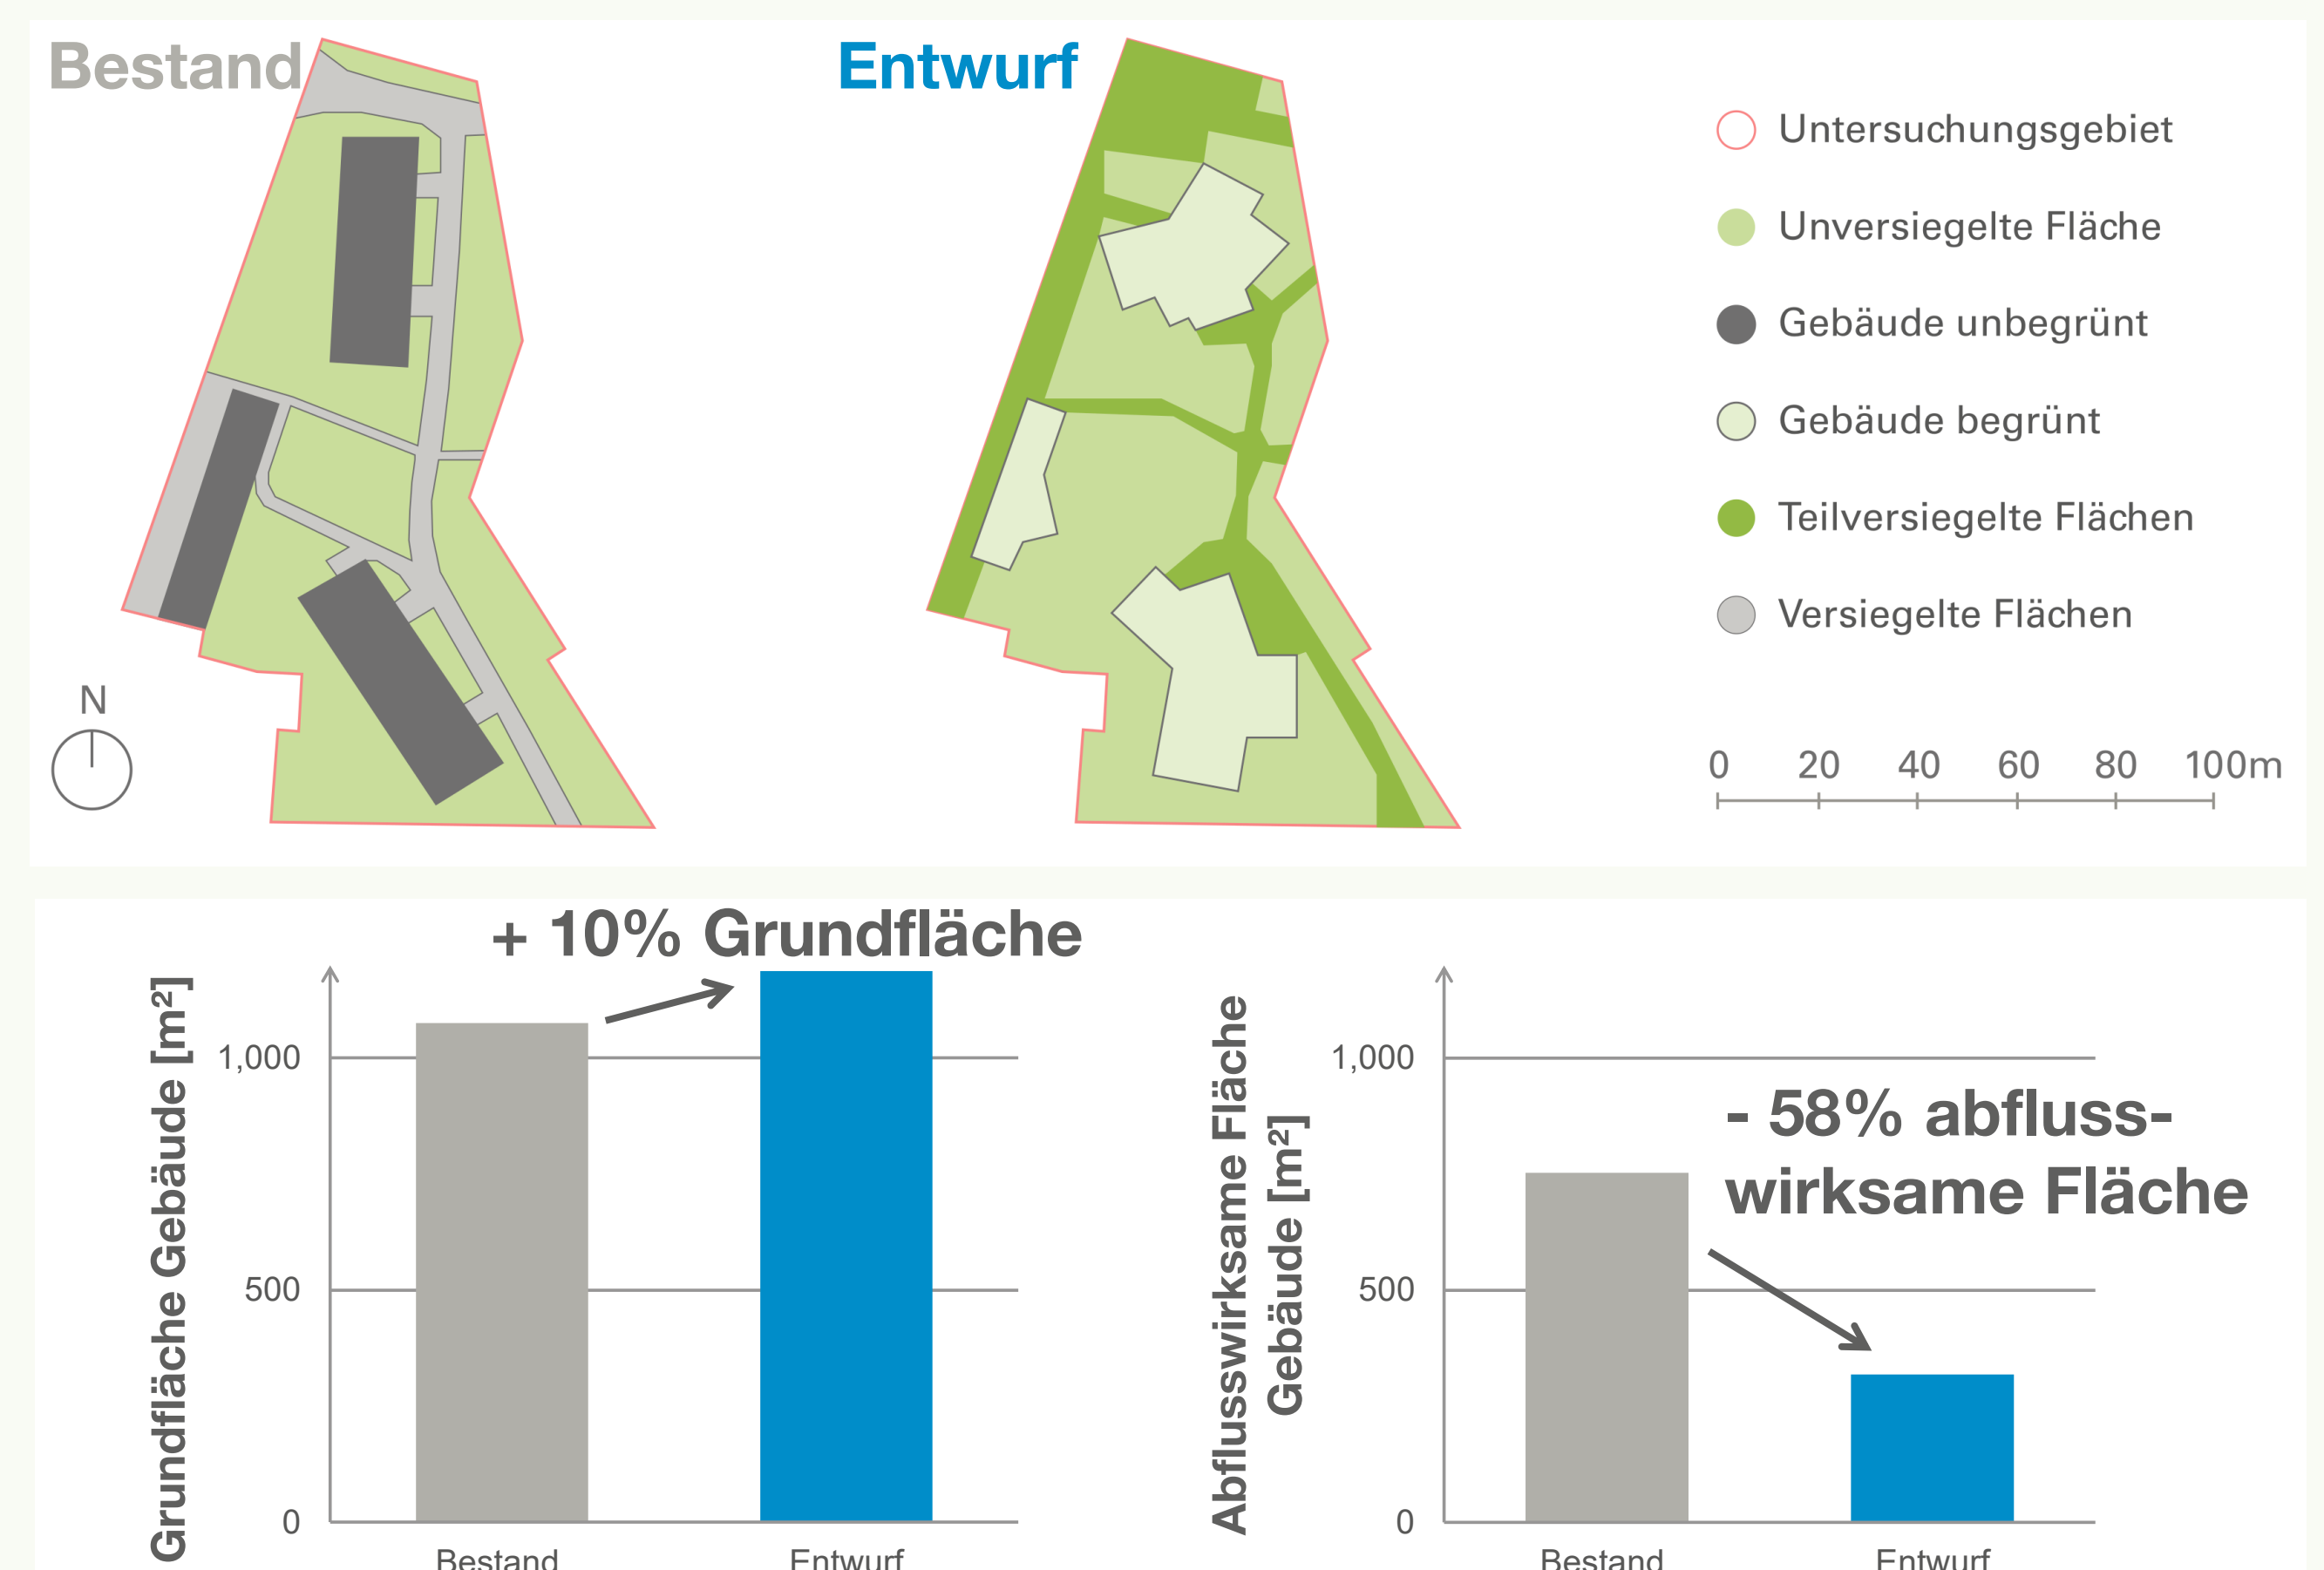 Bestand
Entwurf
Untersuchungsgebiet
Unversiegelte Fläche
Gebäude unbegrünt
Gebäude begrünt
Teilversiegelte Flächen
Versiegelte Flächen
N
0 20 40 60 80 100m
+ 10% Grundfläche
Grundfläche Gebäude [m²]
1,000
500
0
Bestand Entwurf
Abflusswirksame Fläche
Gebäude [m²]
1,000
- 58% abfluss-
wirksame Fläche
500
0
Bestand Entwurf